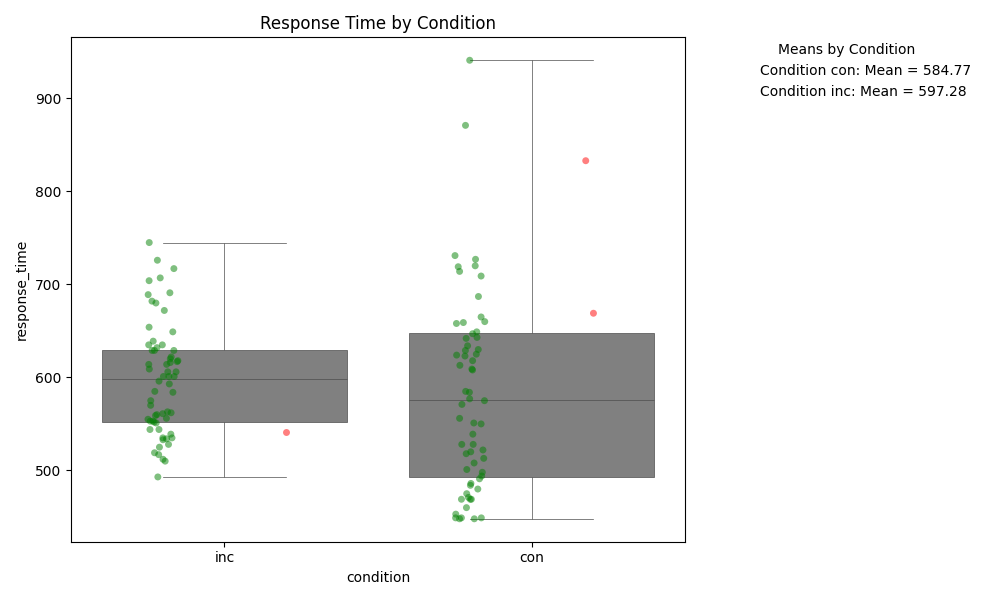 Response Time by Condition
Means by Condition
Condition con: Mean = 584.77
Condition inc: Mean = 597.28
response_time
900
800
700
600
500
inc
con
condition